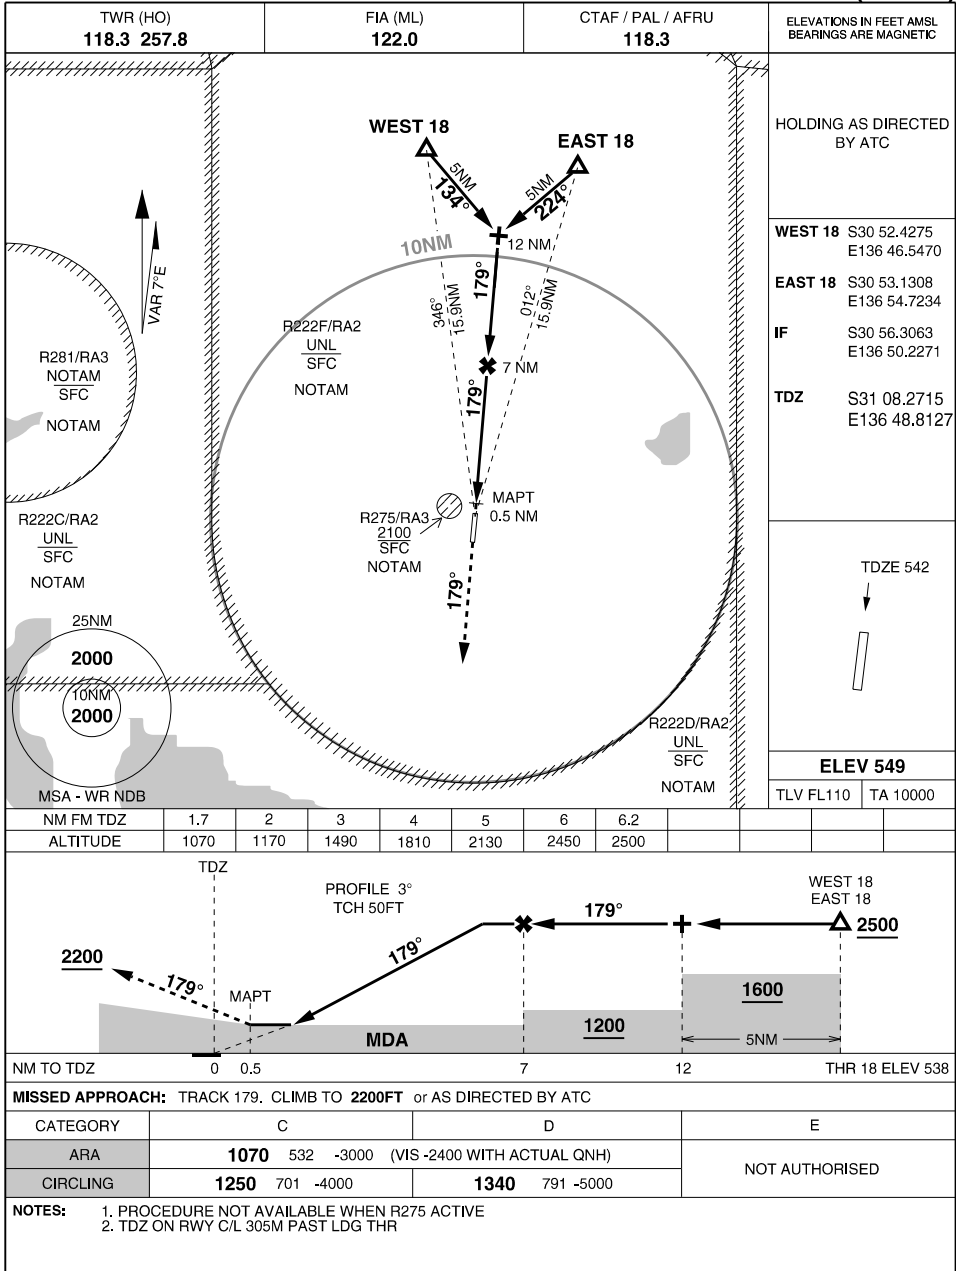 TWR (HO)
118.3 257.8
FIA (ML)
122.0
CTAF / PAL / AFRU
118.3
ELEVATIONS IN FEET AMSL
BEARINGS ARE MAGNETIC
WEST 18
EAST 18
5NM
134°
5NM
224°
12 NM
10NM
179°
346°
15.9NM
012°
15.9NM
7 NM
179°
MAPT
0.5 NM
179°
VAR 7°E
R222F/RA2
UNL
SFC
NOTAM
R281/RA3
NOTAM
SFC
NOTAM
R275/RA3
2100
SFC
NOTAM
R222C/RA2
UNL
SFC
NOTAM
25NM
2000
10NM
2000
MSA - WR NDB
R222D/RA2
UNL
SFC
NOTAM
HOLDING AS DIRECTED
BY ATC
WEST 18 S30 52.4275
E136 46.5470
EAST 18 S30 53.1308
E136 54.7234
IF S30 56.3063
E136 50.2271
TDZ S31 08.2715
E136 48.8127
TDZE 542
ELEV 549
TLV FL110 TA 10000
NM FM TDZ 1.7 2 3 4 5 6 6.2
ALTITUDE 1070 1170 1490 1810 2130 2450 2500
TDZ
PROFILE 3°
TCH 50FT
WEST 18
EAST 18
2500
179°
179°
2200
179°
MAPT
MDA
1200
1600
5NM
NM TO TDZ 0 0.5 7 12 THR 18 ELEV 538
MISSED APPROACH: TRACK 179. CLIMB TO 2200FT or AS DIRECTED BY ATC
CATEGORY C D E
ARA 1070 532 -3000 (VIS -2400 WITH ACTUAL QNH)
NOT AUTHORISED
CIRCLING 1250 701 -4000 1340 791 -5000
NOTES: 1. PROCEDURE NOT AVAILABLE WHEN R275 ACTIVE
2. TDZ ON RWY C/L 305M PAST LDG THR